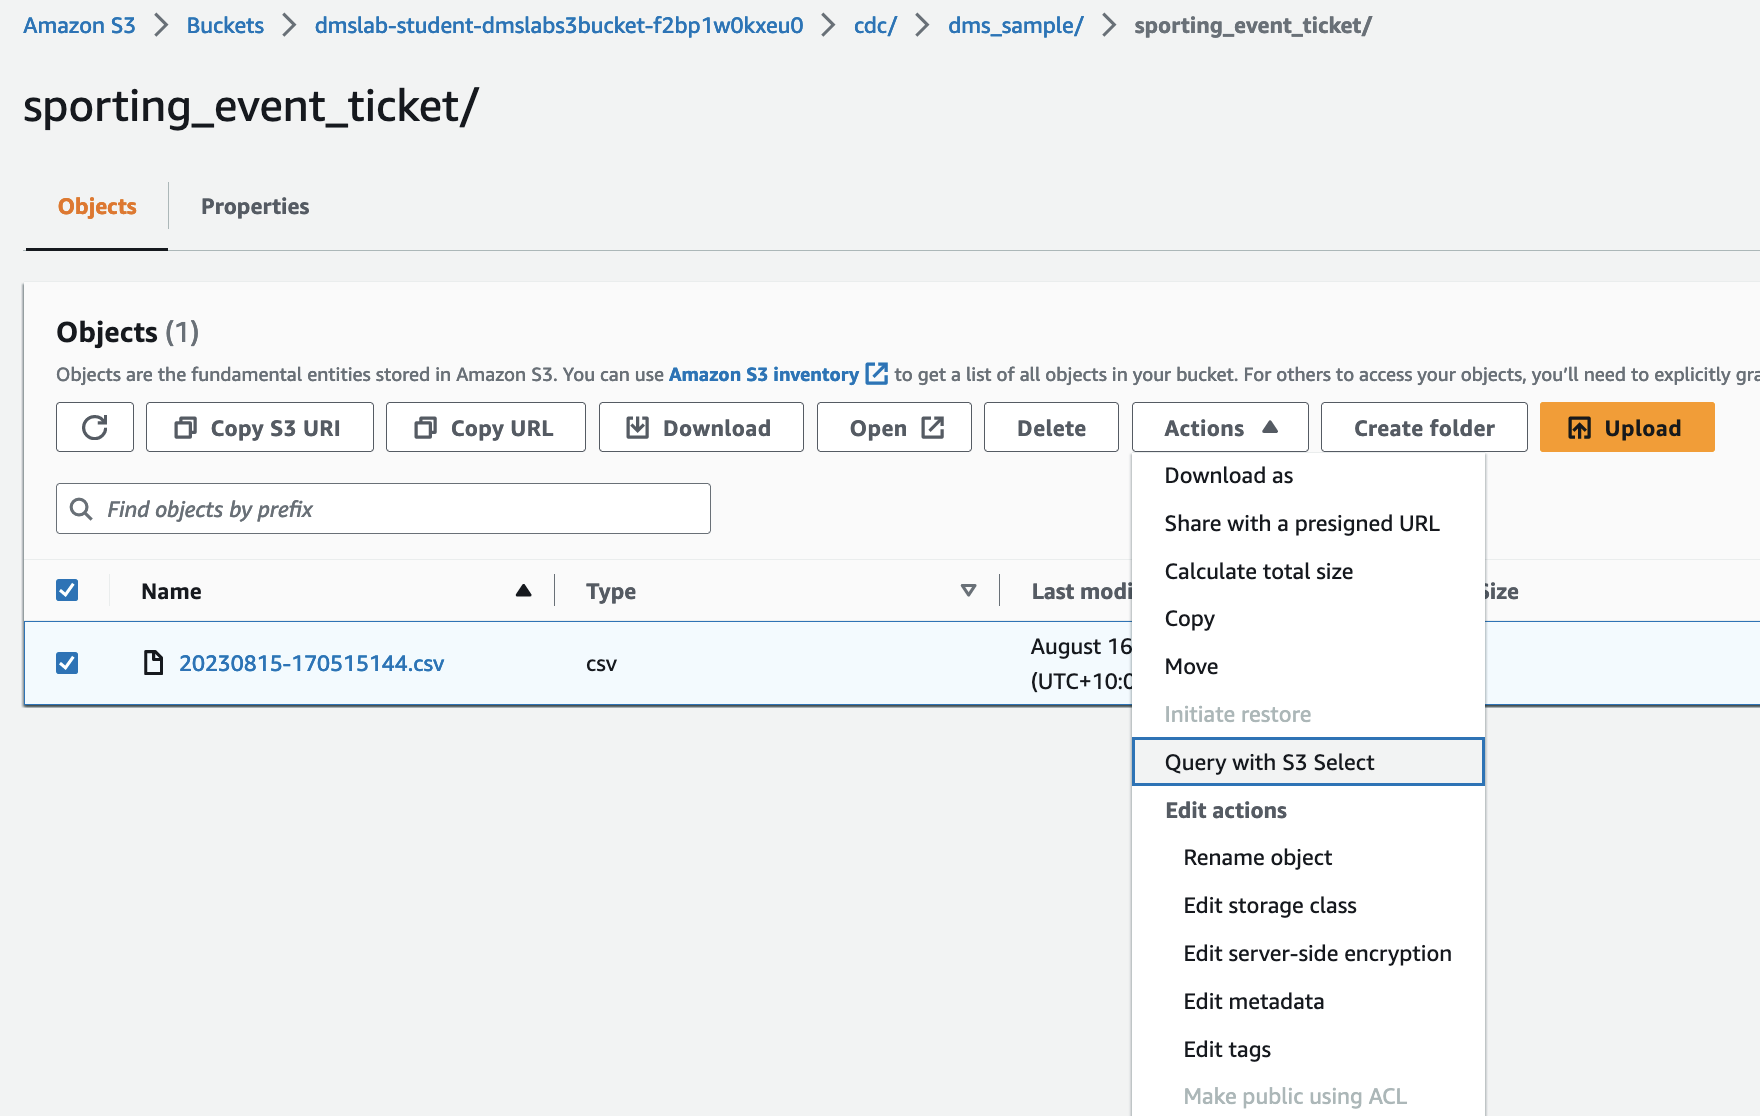 Amazon S3 > Buckets > dmslab-student-dmslabs3bucket-f2bp1w0kxeu0 > cdc/ > dms_sample/ > sporting_event_ticket/
sporting_event_ticket/
Objects Properties
Objects (1)
Objects are the fundamental entities stored in Amazon S3. You can use Amazon S3 inventory to get a list of all objects in your bucket. For others to access your objects, you'll need to explicitly gra
Copy S3 URI Copy URL Download Open Delete Actions Create folder Upload
Find objects by prefix
Name Type Last modi Size
20230815-170515144.csv csv August 16
(UTC+10:0
Download as
Share with a presigned URL
Calculate total size
Copy
Move
Initiate restore
Query with S3 Select
Edit actions
Rename object
Edit storage class
Edit server-side encryption
Edit metadata
Edit tags
Make public using ACL